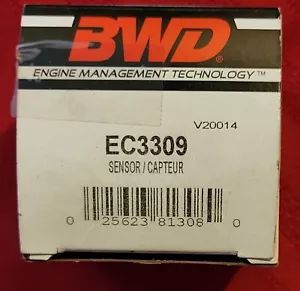 BWD®
ENGINE MANAGEMENT TECHNOLOGY™
V20014
EC3309
SENSOR / CAPTEUR
0 25623 81308 0